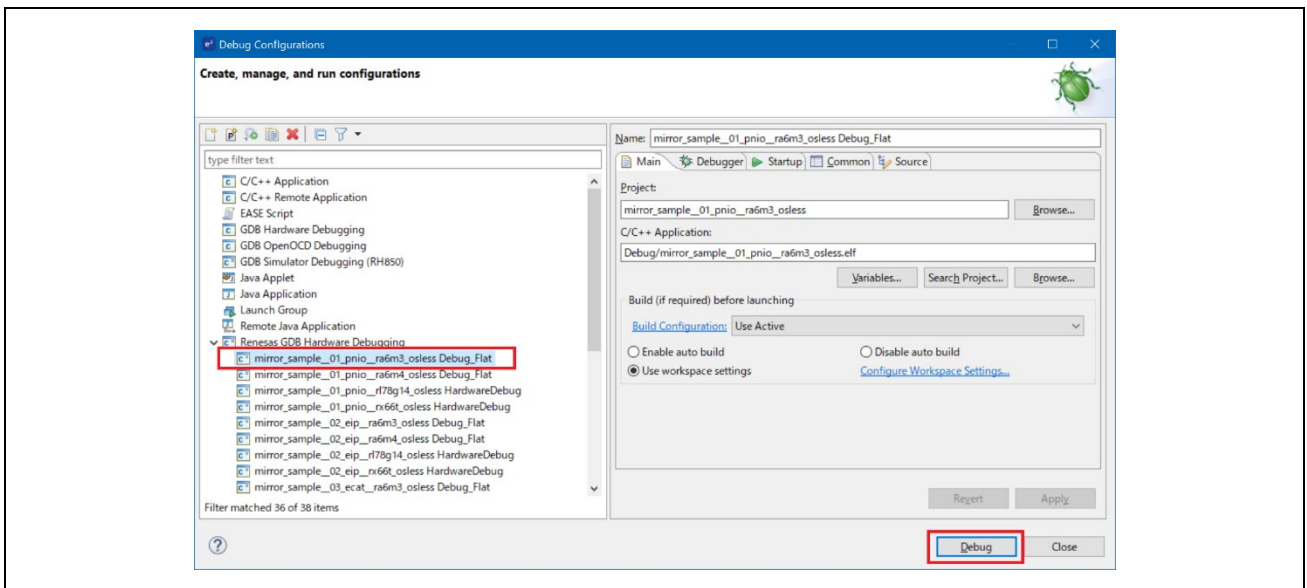 Debug Configurations
Create, manage, and run configurations
type filter text
C/C++ Application
C/C++ Remote Application
EASE Script
GDB Hardware Debugging
GDB OpenOCD Debugging
GDB Simulator Debugging (RH850)
Java Applet
Java Application
Launch Group
Remote Java Application
Renesas GDB Hardware Debugging
mirror_sample__01_pnio__ra6m3_osless Debug_Flat
mirror_sample__01_pnio__ra6m4_osless Debug_Flat
mirror_sample__01_pnio__rl78g14_osless HardwareDebug
mirror_sample__01_pnio__rx66t_osless HardwareDebug
mirror_sample__02_eip__ra6m3_osless Debug_Flat
mirror_sample__02_eip__ra6m4_osless Debug_Flat
mirror_sample__02_eip__rl78g14_osless HardwareDebug
mirror_sample__02_eip__rx66t_osless HardwareDebug
mirror_sample__03_ecat__ra6m3_osless Debug_Flat
Filter matched 36 of 38 items
Name: mirror_sample__01_pnio__ra6m3_osless Debug_Flat
Main Debugger Startup Common Source
Project:
mirror_sample__01_pnio__ra6m3_osless Browse...
C/C++ Application:
Debug/mirror_sample__01_pnio__ra6m3_osless.elf
Variables... Search Project... Browse...
Build (if required) before launching
Build Configuration: Use Active
Enable auto build Disable auto build
Use workspace settings Configure Workspace Settings...
Revert Apply
? Debug Close